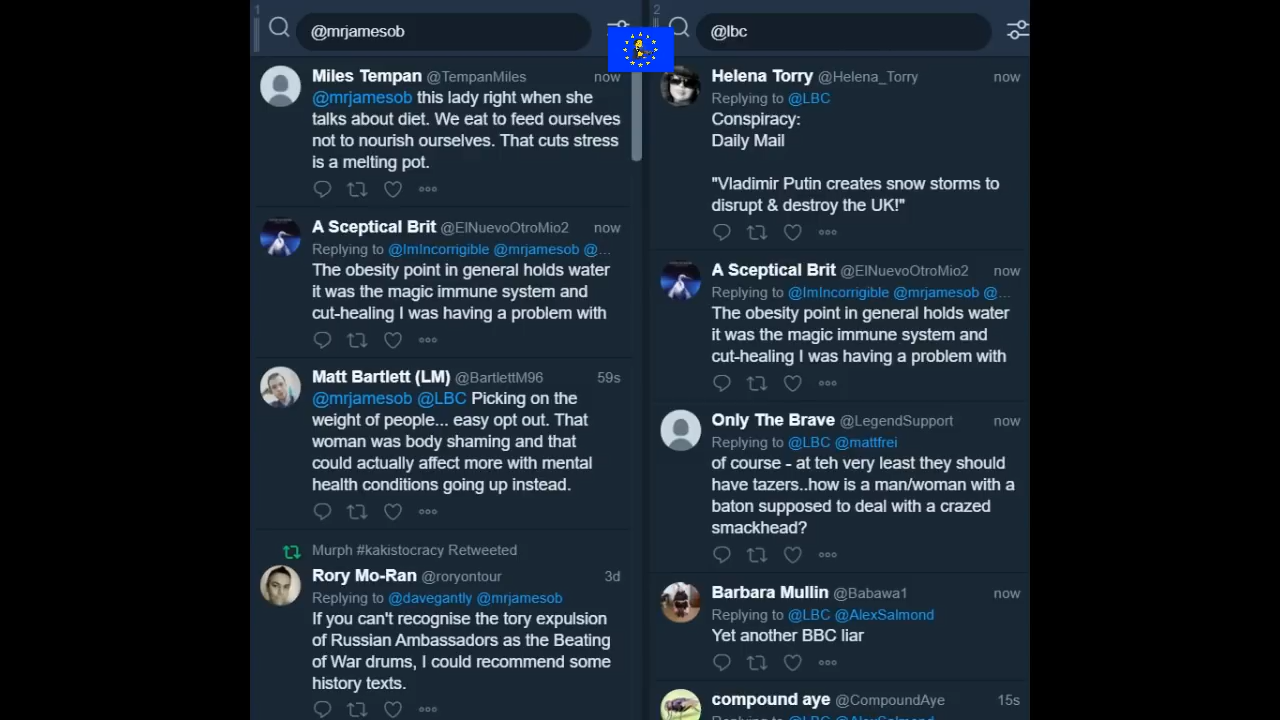 1
@mrjamesob
Miles Tempan @TempanMiles now
@mrjamesob this lady right when she
talks about diet. We eat to feed ourselves
not to nourish ourselves. That cuts stress
is a melting pot.
A Sceptical Brit @ElNuevoOtroMio2 now
Replying to @ImIncorrigible @mrjamesob @...
The obesity point in general holds water
it was the magic immune system and
cut-healing I was having a problem with
Matt Bartlett (LM) @BartlettM96 59s
@mrjamesob @LBC Picking on the
weight of people... easy opt out. That
woman was body shaming and that
could actually affect more with mental
health conditions going up instead.
Murph #kakistocracy Retweeted
Rory Mo-Ran @roryontour 3d
Replying to @davegantly @mrjamesob
If you can't recognise the tory expulsion
of Russian Ambassadors as the Beating
of War drums, I could recommend some
history texts.
2
@lbc
Helena Torry @Helena_Torry now
Replying to @LBC
Conspiracy:
Daily Mail
"Vladimir Putin creates snow storms to
disrupt & destroy the UK!"
A Sceptical Brit @ElNuevoOtroMio2 now
Replying to @ImIncorrigible @mrjamesob @...
The obesity point in general holds water
it was the magic immune system and
cut-healing I was having a problem with
Only The Brave @LegendSupport now
Replying to @LBC @mattfrei
of course - at teh very least they should
have tazers..how is a man/woman with a
baton supposed to deal with a crazed
smackhead?
Barbara Mullin @Babawa1 now
Replying to @LBC @AlexSalmond
Yet another BBC liar
compound aye @CompoundAye 15s
Replying to @LBC @AlexSalmond